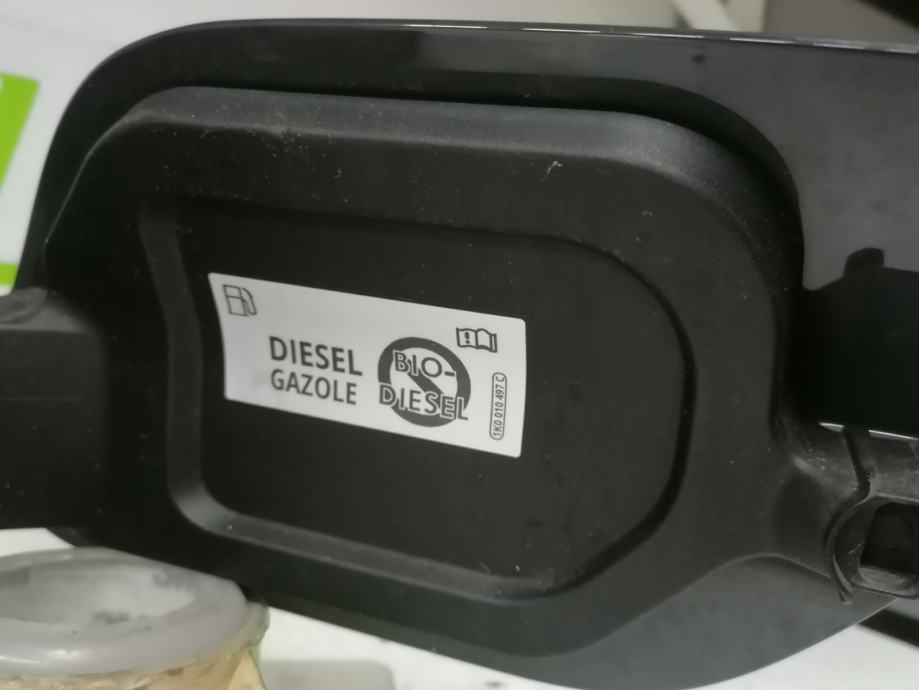 DIESEL
GAZOLE
BIO-
DIESEL
1K0 010 497 C